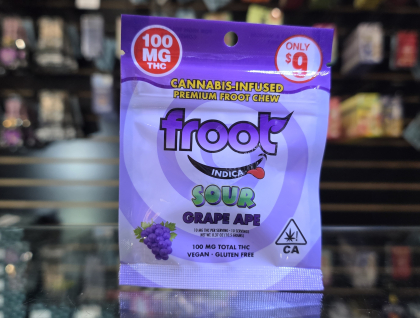 100
MG
THC
ONLY
$9
CANNABIS-INFUSED
PREMIUM FROOT CHEW
froot
INDICA
SOUR
GRAPE APE
100 MG TOTAL THC
VEGAN • GLUTEN FREE
CA